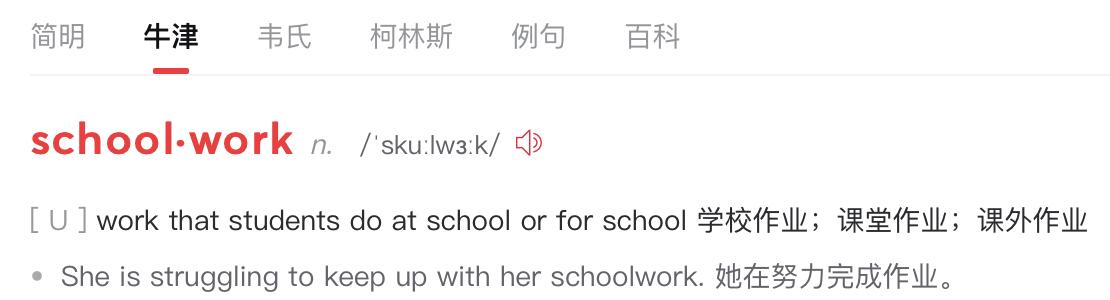 简明 牛津 韦氏 柯林斯 例句 百科
school·work n. /ˈskuːlwɜːk/
[ U ] work that students do at school or for school 学校作业；课堂作业；课外作业
• She is struggling to keep up with her schoolwork. 她在努力完成作业。